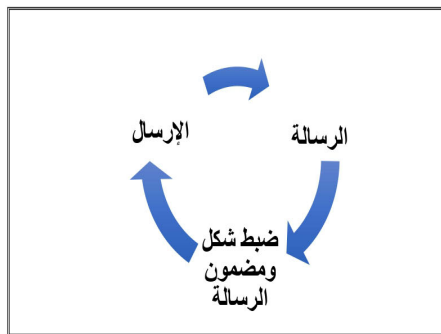 الرسالة
الإرسال
ضبط شكل
ومضمون
الرسالة